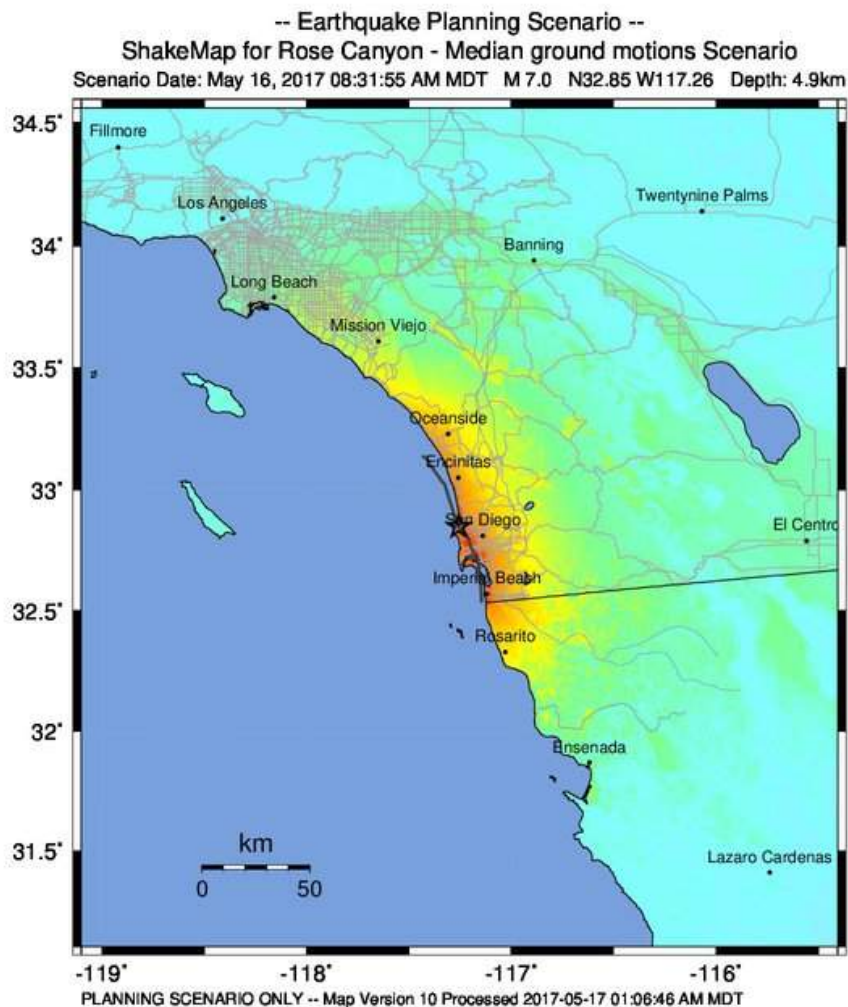 -- Earthquake Planning Scenario --
ShakeMap for Rose Canyon - Median ground motions Scenario
Scenario Date: May 16, 2017 08:31:55 AM MDT M 7.0 N32.85 W117.26 Depth: 4.9km
34.5°
Fillmore
Los Angeles
Twentynine Palms
34°
Banning
Long Beach
Mission Viejo
33.5°
Oceanside
Encinitas
33°
San Diego
El Centro
Imperial Beach
32.5°
Rosarito
32°
Ensenada
km
31.5°
Lazaro Cardenas
0 50
-119° -118° -117° -116°
PLANNING SCENARIO ONLY -- Map Version 10 Processed 2017-05-17 01:06:46 AM MDT